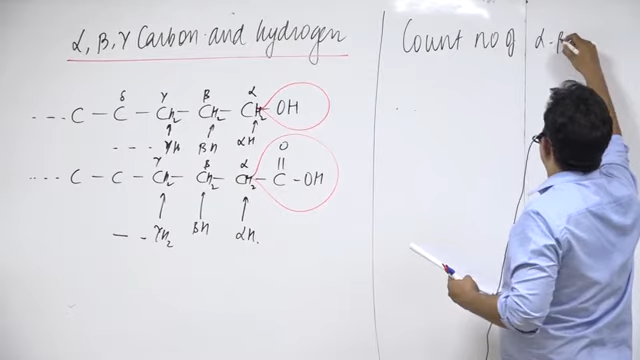 α, β, γ Carbon and hydrogen
δ γ β α
--- C – C – CH2 – CH2 – CH2 – OH
--- γH βH αH
γ β α O
---- C – C – CH2 – CH2 – CH2 – C – OH
— - γH2 βH αH.
Count no of α - β